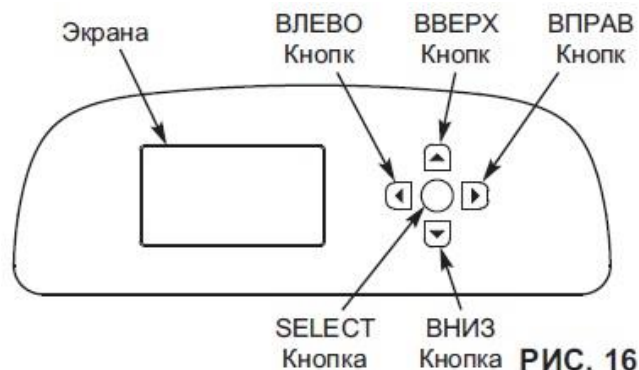 Экрана
ВЛЕВО
Кнопк
ВВЕРХ
Кнопк
ВПРАВ
Кнопк
SELECT
Кнопка
ВНИЗ
Кнопка
РИС. 16